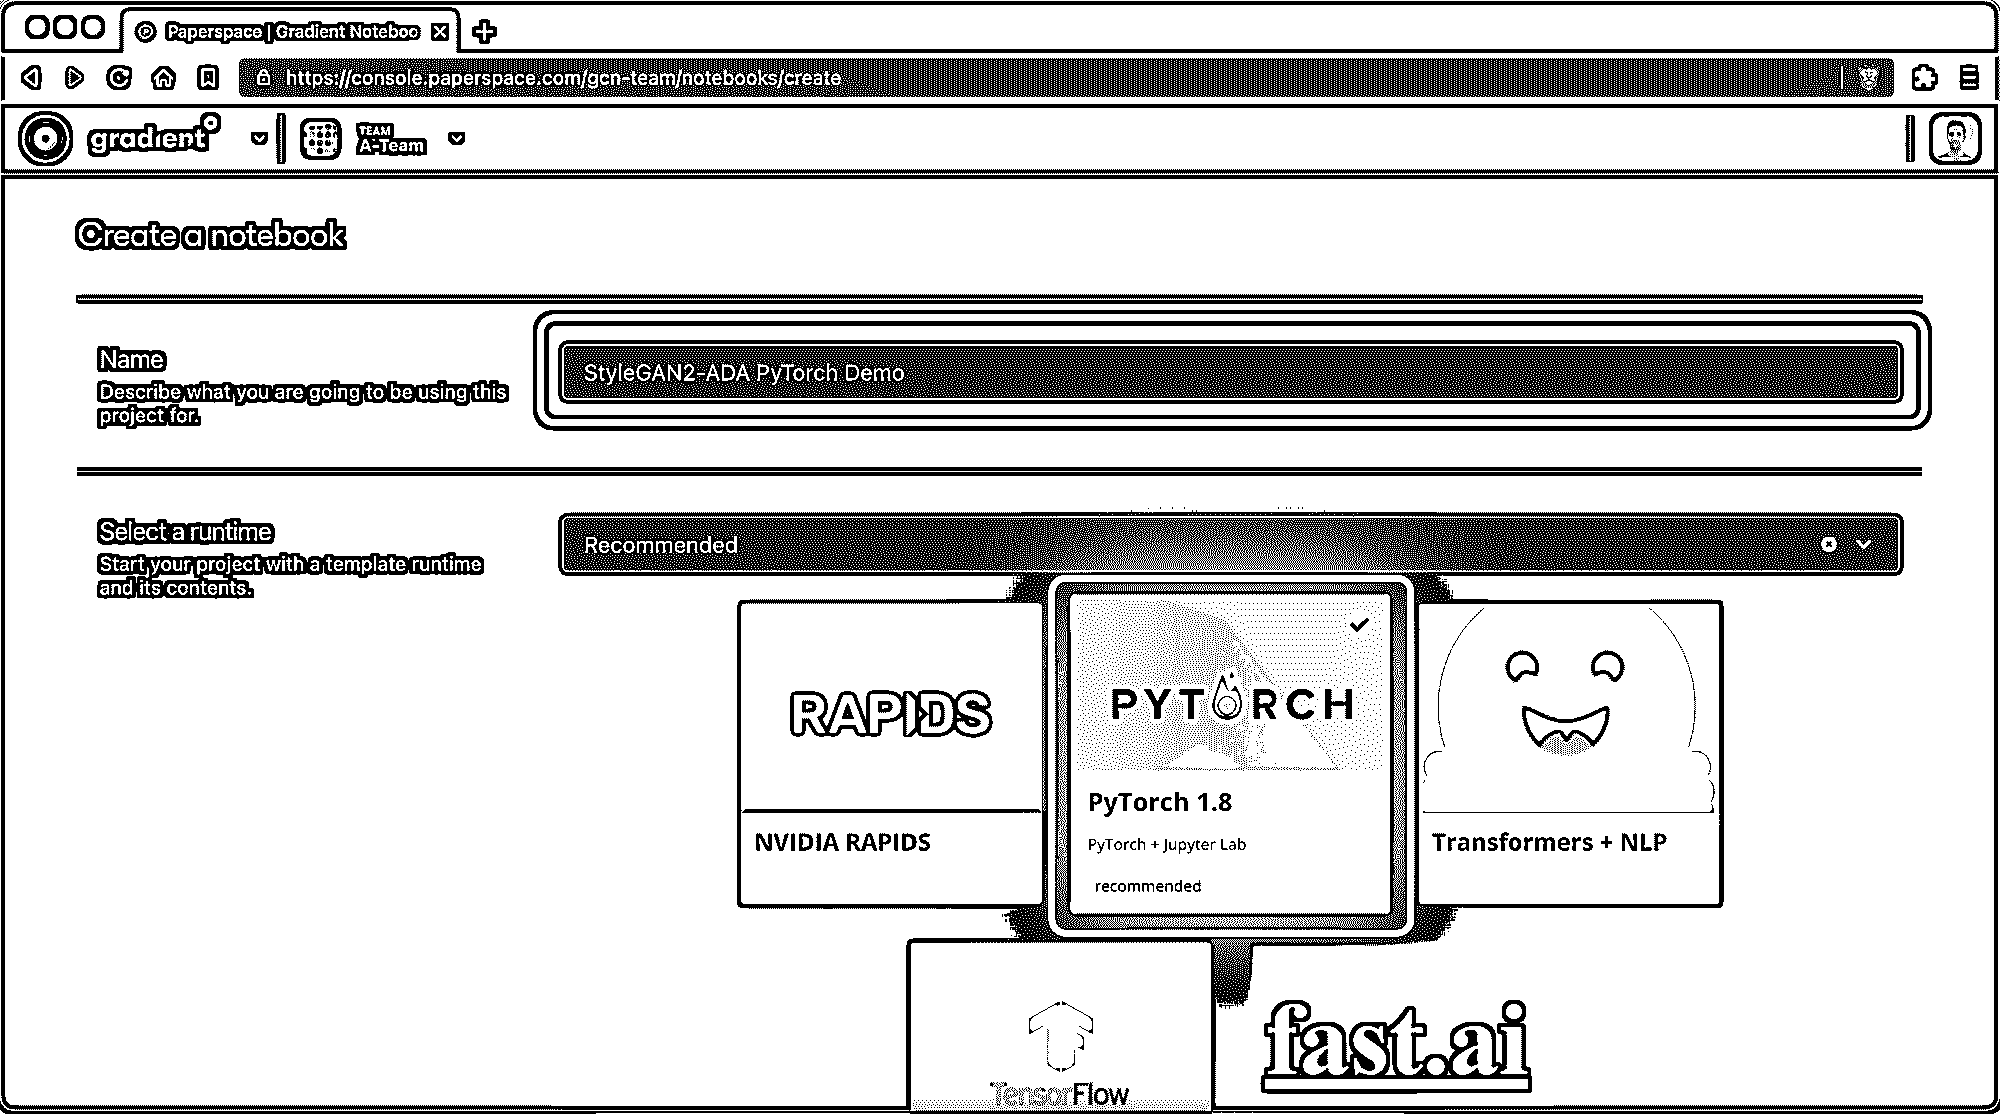 Paperspace | Gradient Noteboo
https://console.paperspace.com/gcn-team/notebooks/create
gradient
TEAM
A-Team
Create a notebook
Name
Describe what you are going to be using this
project for.
StyleGAN2-ADA PyTorch Demo
Select a runtime
Start your project with a template runtime
and its contents.
Recommended
RAPIDS
NVIDIA RAPIDS
PYTORCH
PyTorch 1.8
PyTorch + Jupyter Lab
recommended
Transformers + NLP
TensorFlow
fast.ai